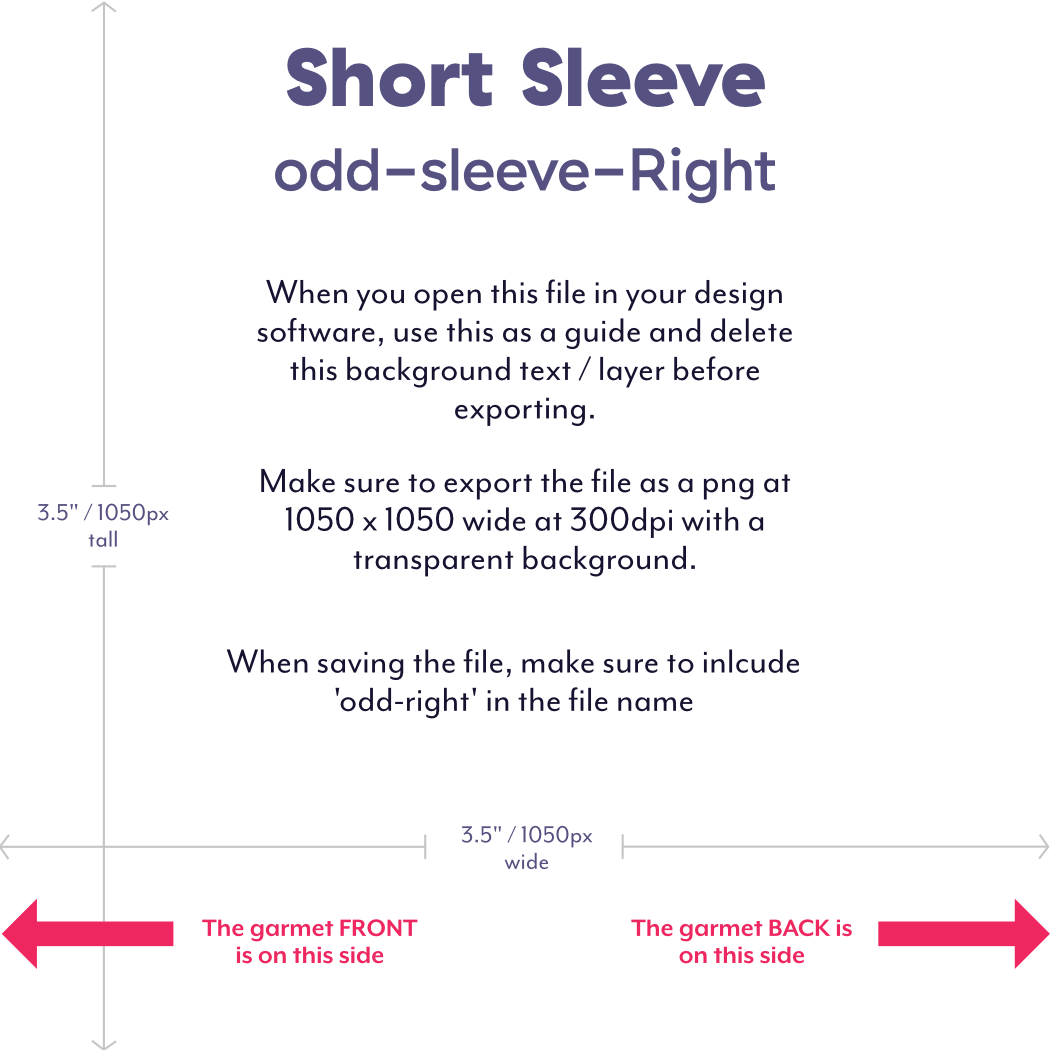 Short Sleeve
odd-sleeve-Right
When you open this file in your design
software, use this as a guide and delete
this background text / layer before
exporting.
Make sure to export the file as a png at
1050 x 1050 wide at 300dpi with a
transparent background.
3.5" / 1050px
tall
When saving the file, make sure to inlcude
'odd-right' in the file name
3.5" / 1050px
wide
The garmet FRONT
is on this side
The garmet BACK is
on this side